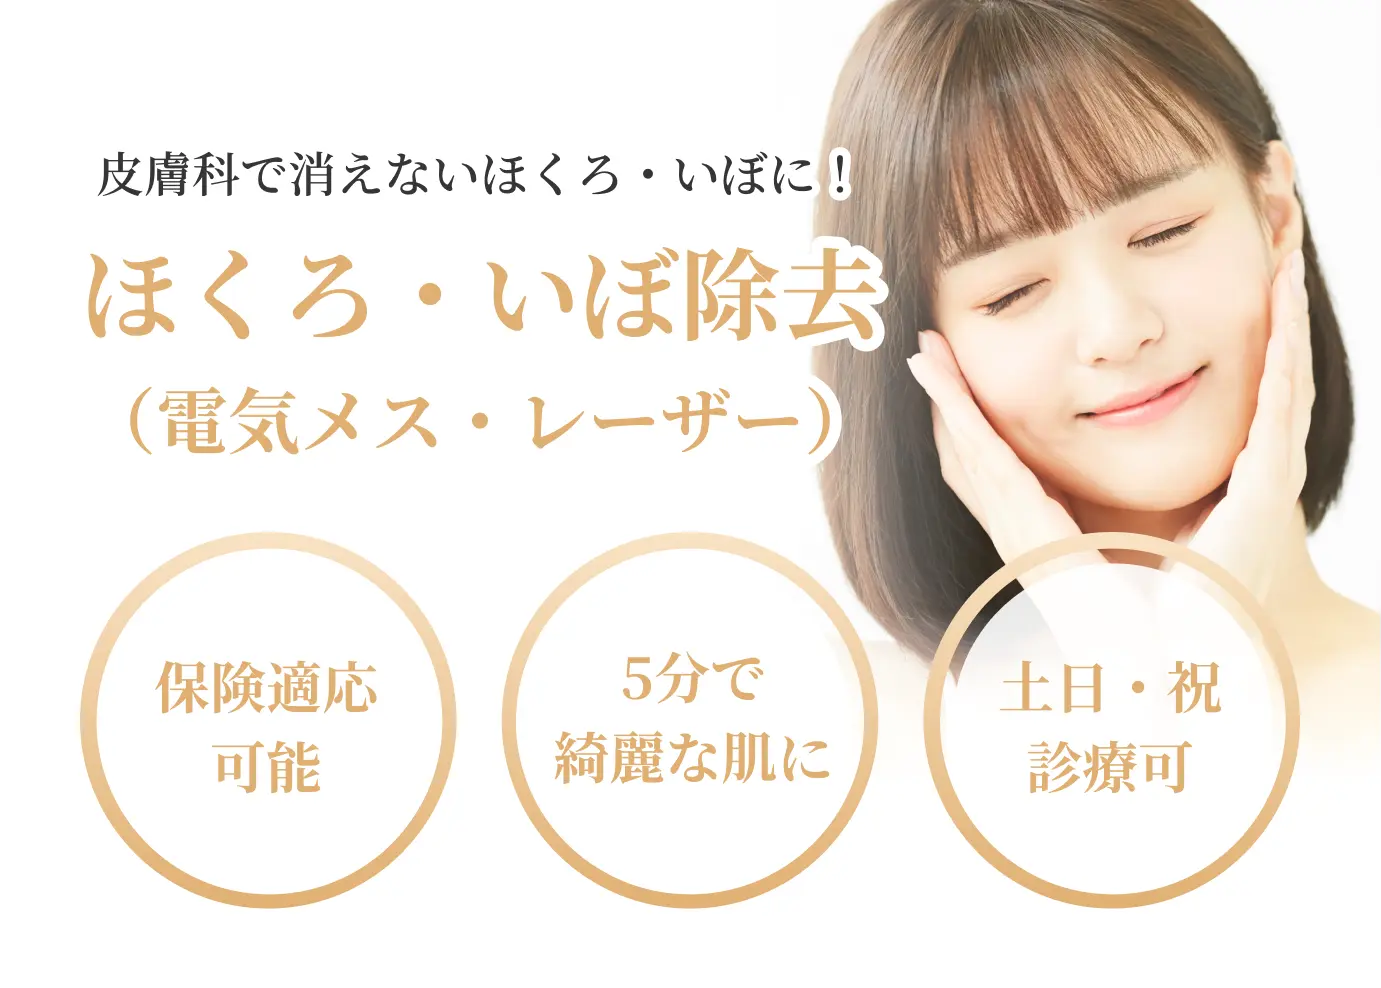 皮膚科で消えないほくろ・いぼに！
ほくろ・いぼ除去
（電気メス・レーザー）
保険適応
可能
5分で
綺麗な肌に
土日・祝
診療可